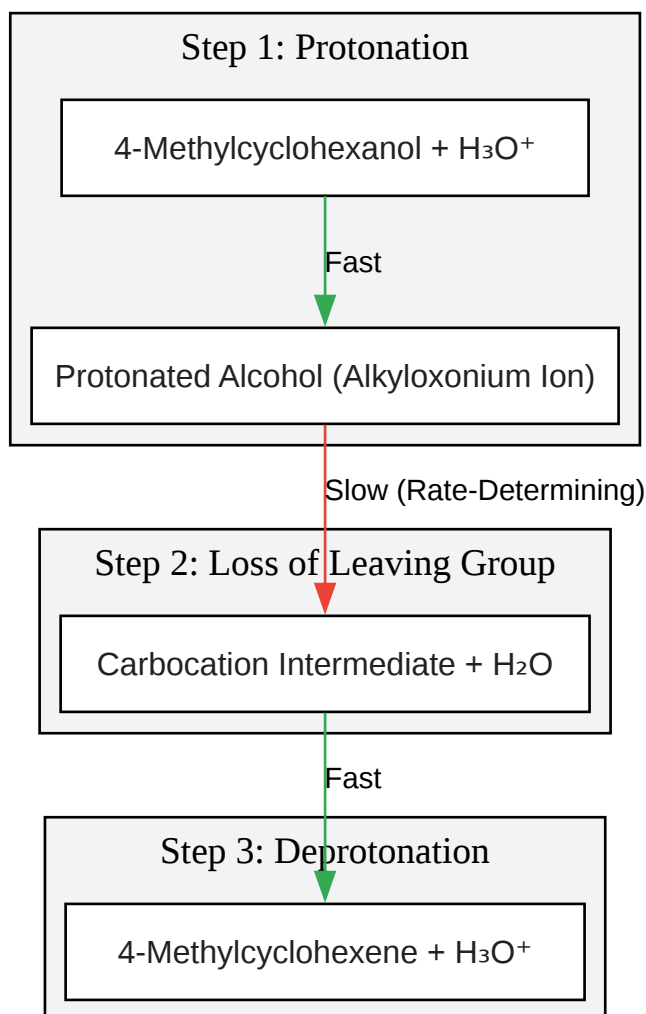 Step 1: Protonation
4-Methylcyclohexanol + H₃O⁺
Fast
Protonated Alcohol (Alkyloxonium Ion)
Slow (Rate-Determining)
Step 2: Loss of Leaving Group
Carbocation Intermediate + H₂O
Fast
Step 3: Deprotonation
4-Methylcyclohexene + H₃O⁺